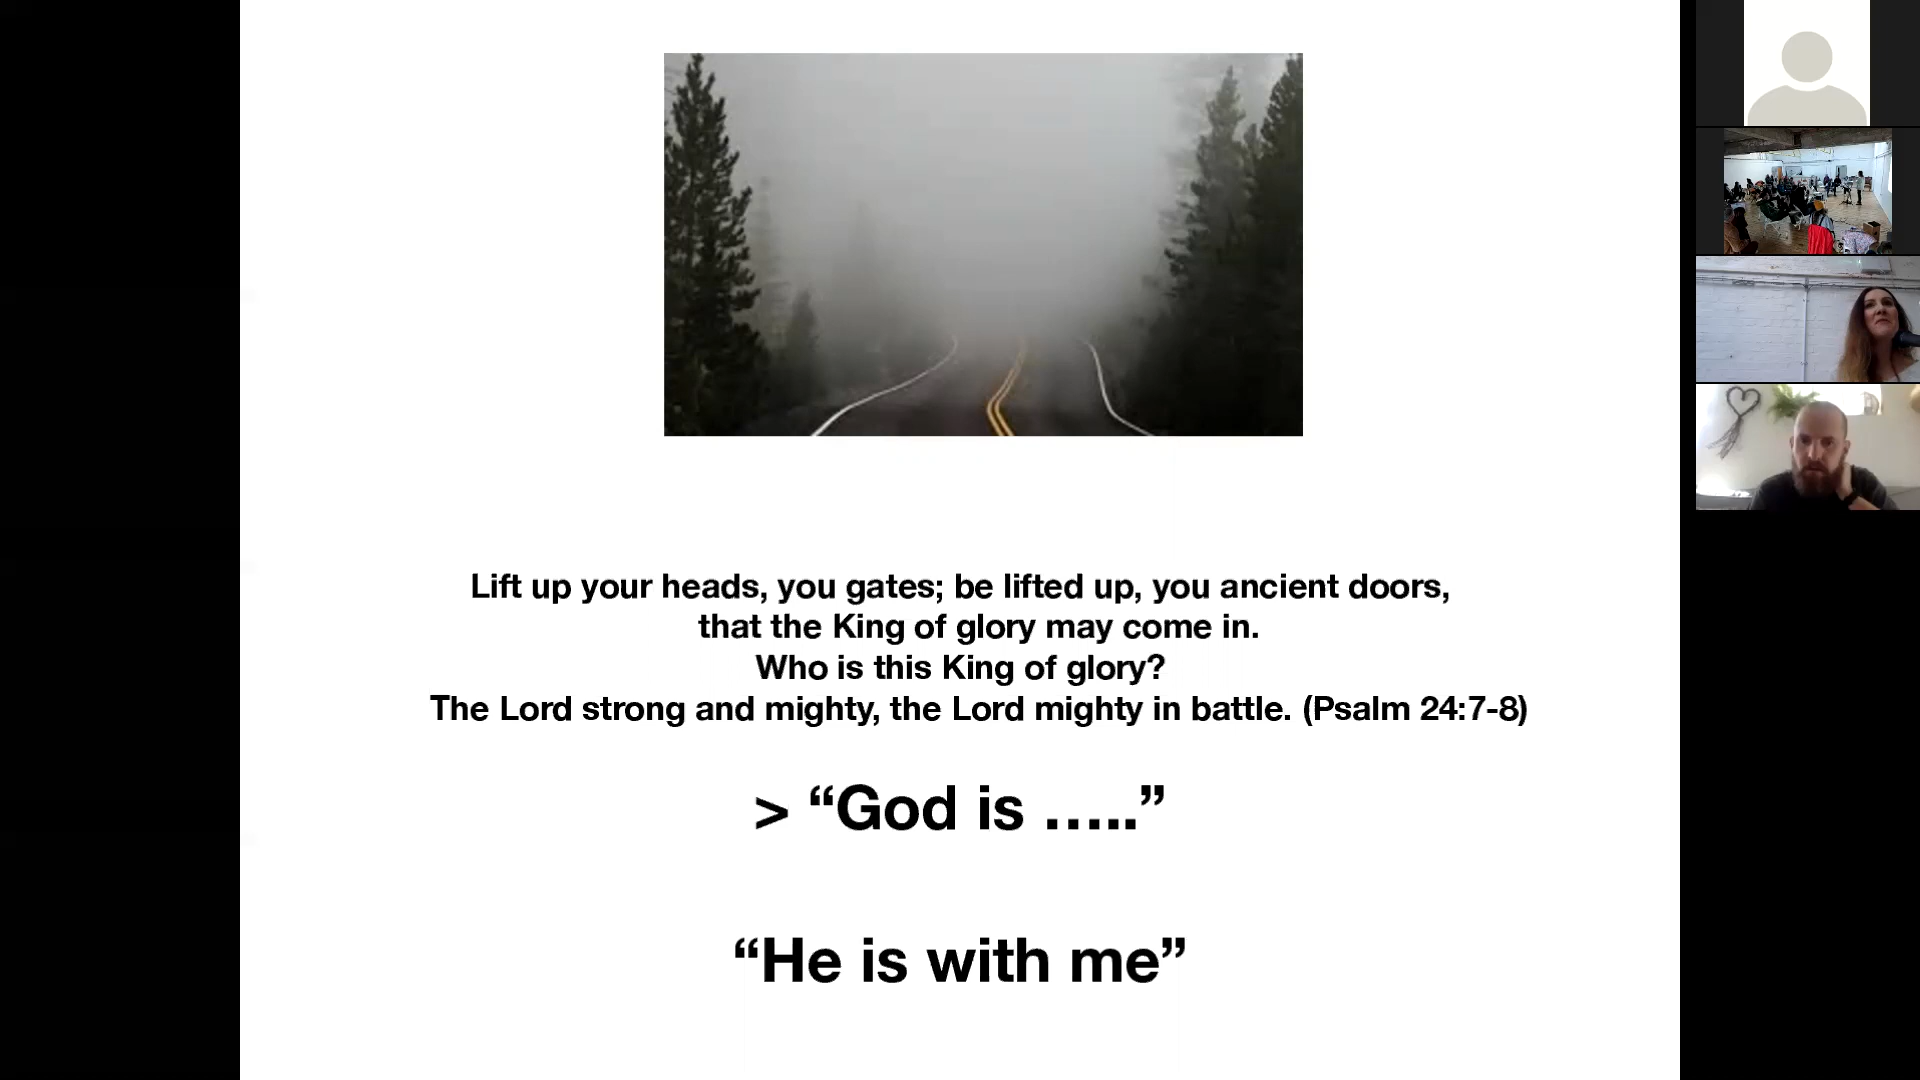 Lift up your heads, you gates; be lifted up, you ancient doors,
that the King of glory may come in.
Who is this King of glory?
The Lord strong and mighty, the Lord mighty in battle. (Psalm 24:7-8)
> “God is …..”
“He is with me”